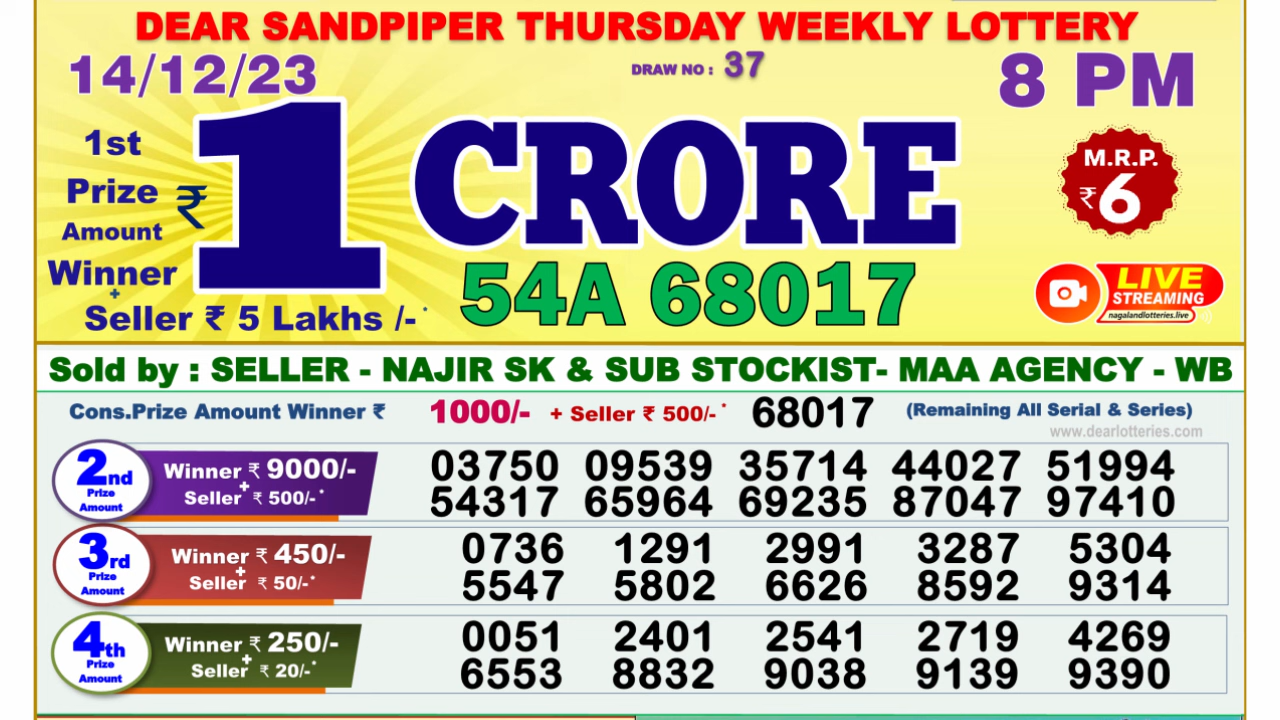 DEAR SANDPIPER THURSDAY WEEKLY LOTTERY
14/12/23
DRAW NO : 37
8 PM
1st
Prize
Amount
Winner
+
Seller ₹ 5 Lakhs /-*
₹ 1 CRORE
54A 68017
M.R.P.
₹6
LIVE
STREAMING
nagalandlotteries.live
Sold by : SELLER - NAJIR SK & SUB STOCKIST- MAA AGENCY - WB
Cons.Prize Amount Winner ₹ 1000/- + Seller ₹ 500/-* 68017 (Remaining All Serial & Series)
www.dearlotteries.com
2nd
Prize
Amount
Winner ₹ 9000/-
+
Seller ₹ 500/-*
03750 09539 35714 44027 51994
54317 65964 69235 87047 97410
3rd
Prize
Amount
Winner ₹ 450/-
+
Seller ₹ 50/-*
0736 1291 2991 3287 5304
5547 5802 6626 8592 9314
4th
Prize
Amount
Winner ₹ 250/-
+
Seller ₹ 20/-*
0051 2401 2541 2719 4269
6553 8832 9038 9139 9390